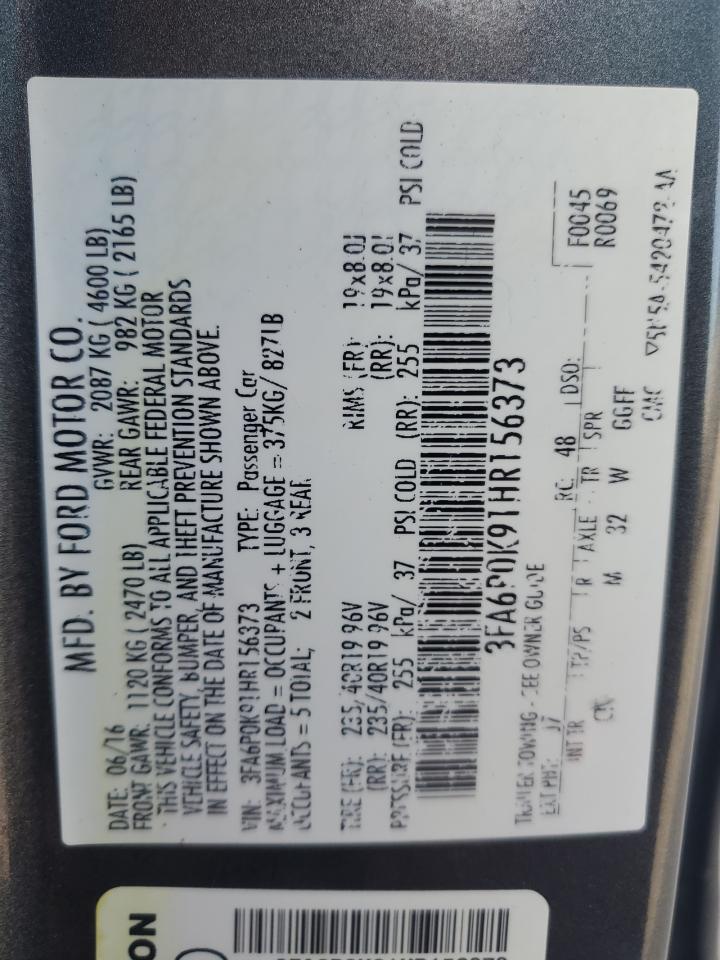 MFD. BY FORD MOTOR CO.
DATE: 06/16 GVWR: 2087 KG ( 4600 LB)
FRONT GAWR: 1120 KG ( 2470 LB) REAR GAWR: 982 KG ( 2165 LB)
THIS VEHICLE CONFORMS TO ALL APPLICABLE FEDERAL MOTOR
VEHICLE SAFETY, BUMPER, AND THEFT PREVENTION STANDARDS
IN EFFECT ON THE DATE OF MANUFACTURE SHOWN ABOVE.
VIN: 3FA6P0K91HR156373 TYPE: Passenger Car
MAXIMUM LOAD = OCCUPANTS + LUGGAGE = 375KG/ 827LB
OCCUPANTS = 5 TOTAL; 2 FRONT, 3 REAR
TIRE (FR): 235/40R19 96V RIMS (FR): 19x8.0J
(RR): 235/40R19 96V (RR): 19x8.0J
PRESSURE (FR): 255 kPa/ 37 PSI COLD (RR): 255 kPa/ 37 PSI COLD
3FA6P0K91HR156373
TRAILER TOWING - SEE OWNER GUIDE
EXT PNT: J7 RC: 48 DSO: F0045
R0069
INT TR TP/PS R AXLE TR SPR
M 32 W GGFF
ON